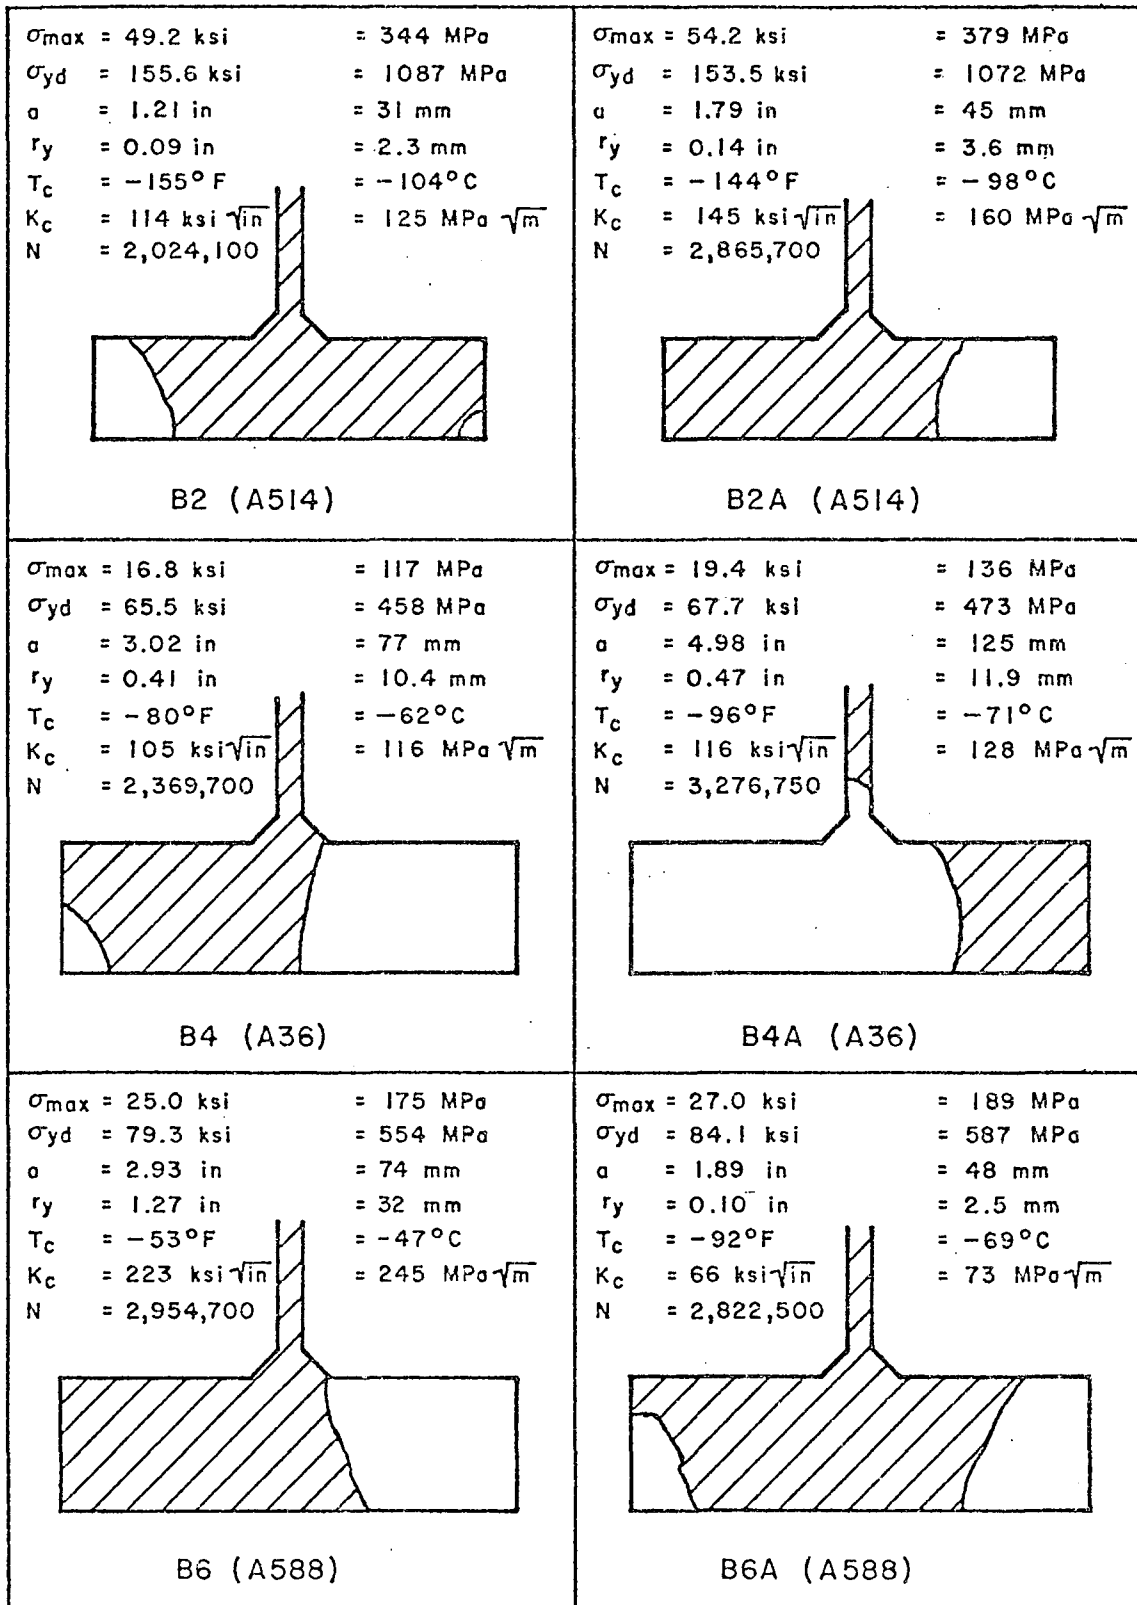 σmax = 49.2 ksi = 344 MPa
σyd = 155.6 ksi = 1087 MPa
a = 1.21 in = 31 mm
ry = 0.09 in = 2.3 mm
Tc = -155°F = -104°C
Kc = 114 ksi √in = 125 MPa √m
N = 2,024,100
B2 (A514)
σmax = 54.2 ksi = 379 MPa
σyd = 153.5 ksi = 1072 MPa
a = 1.79 in = 45 mm
ry = 0.14 in = 3.6 mm
Tc = -144°F = -98°C
Kc = 145 ksi √in = 160 MPa √m
N = 2,865,700
B2A (A514)
σmax = 16.8 ksi = 117 MPa
σyd = 65.5 ksi = 458 MPa
a = 3.02 in = 77 mm
ry = 0.41 in = 10.4 mm
Tc = -80°F = -62°C
Kc = 105 ksi √in = 116 MPa √m
N = 2,369,700
B4 (A36)
σmax = 19.4 ksi = 136 MPa
σyd = 67.7 ksi = 473 MPa
a = 4.98 in = 125 mm
ry = 0.47 in = 11.9 mm
Tc = -96°F = -71°C
Kc = 116 ksi √in = 128 MPa √m
N = 3,276,750
B4A (A36)
σmax = 25.0 ksi = 175 MPa
σyd = 79.3 ksi = 554 MPa
a = 2.93 in = 74 mm
ry = 1.27 in = 32 mm
Tc = -53°F = -47°C
Kc = 223 ksi √in = 245 MPa √m
N = 2,954,700
B6 (A588)
σmax = 27.0 ksi = 189 MPa
σyd = 84.1 ksi = 587 MPa
a = 1.89 in = 48 mm
ry = 0.10 in = 2.5 mm
Tc = -92°F = -69°C
Kc = 66 ksi √in = 73 MPa √m
N = 2,822,500
B6A (A588)